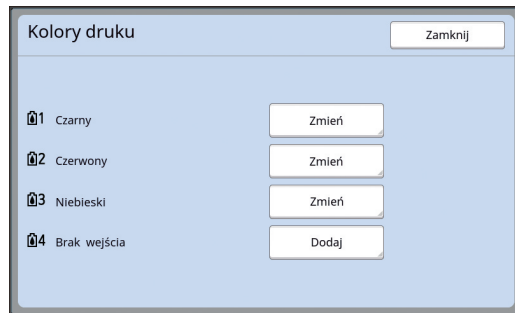 Kolory druku Zamknij
1 Czarny Zmień
2 Czerwony Zmień
3 Niebieski Zmień
4 Brak wejścia Dodaj